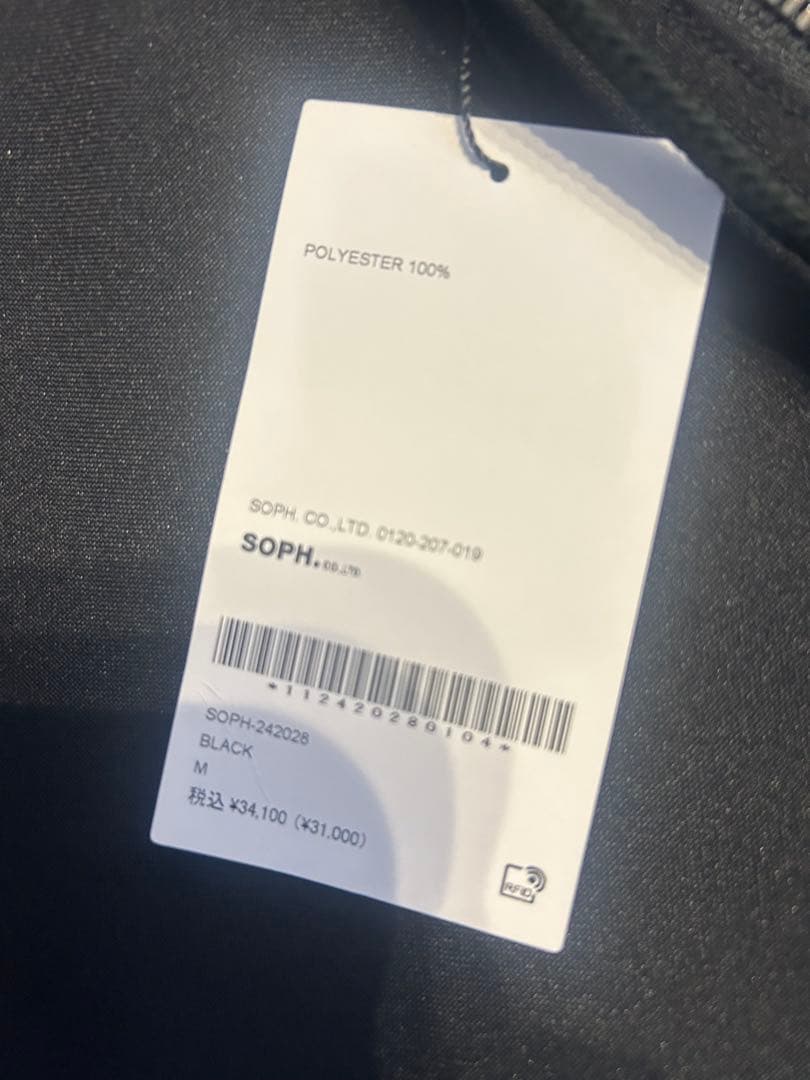 POLYESTER 100%
SOPH. CO.,LTD. 0120-207-019
SOPH. CO.,LTD
*112420280104*
SOPH-242028
BLACK
M
税込 ¥34,100 (¥31,000)
RFID